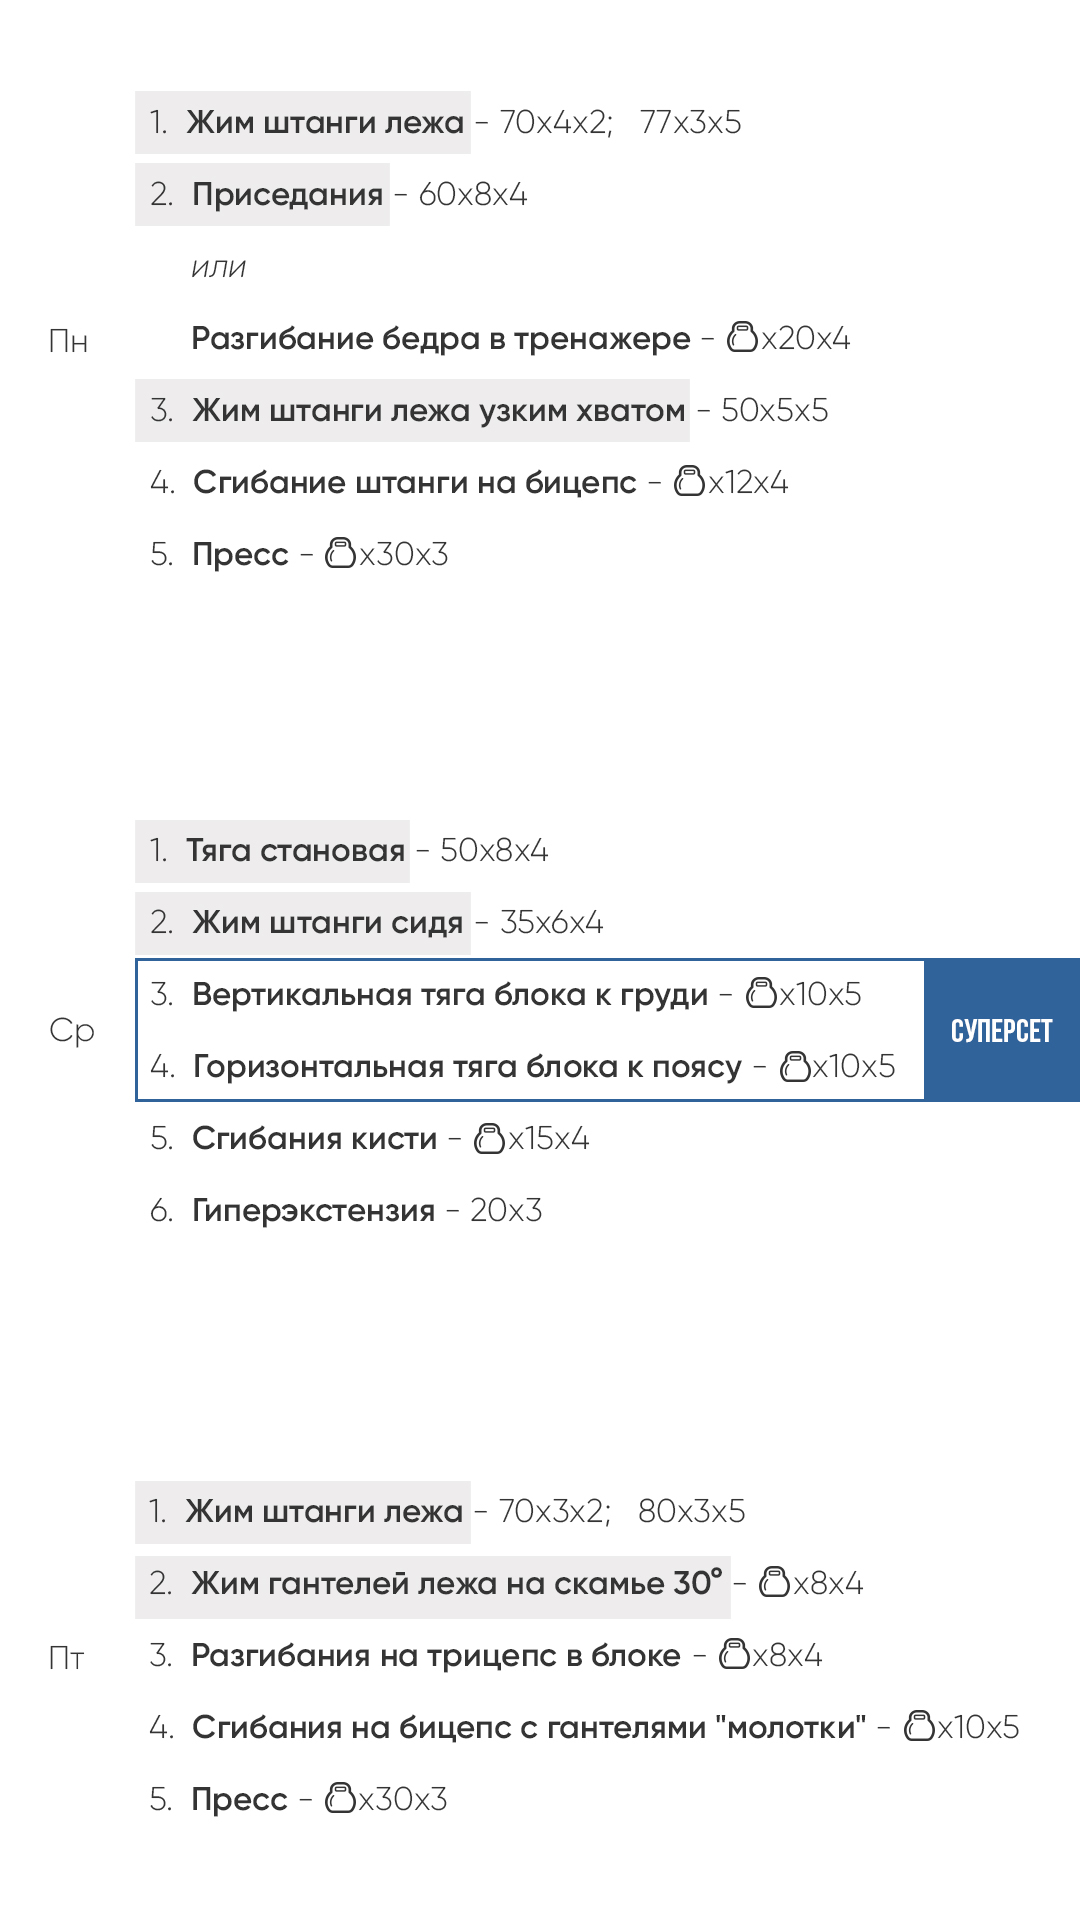 1. Жим штанги лежа - 70х4х2; 77х3х5
2. Приседания - 60х8х4
или
Пн
Разгибание бедра в тренажере - х20х4
3. Жим штанги лежа узким хватом - 50х5х5
4. Сгибание штанги на бицепс - х12х4
5. Пресс - х30х3
1. Тяга становая - 50х8х4
2. Жим штанги сидя - 35х6х4
3. Вертикальная тяга блока к груди - х10х5
Ср
СУПЕРСЕТ
4. Горизонтальная тяга блока к поясу - х10х5
5. Сгибания кисти - х15х4
6. Гиперэкстензия - 20х3
1. Жим штанги лежа - 70х3х2; 80х3х5
2. Жим гантелей лежа на скамье 30° - х8х4
Пт
3. Разгибания на трицепс в блоке - х8х4
4. Сгибания на бицепс с гантелями "молотки" - х10х5
5. Пресс - х30х3